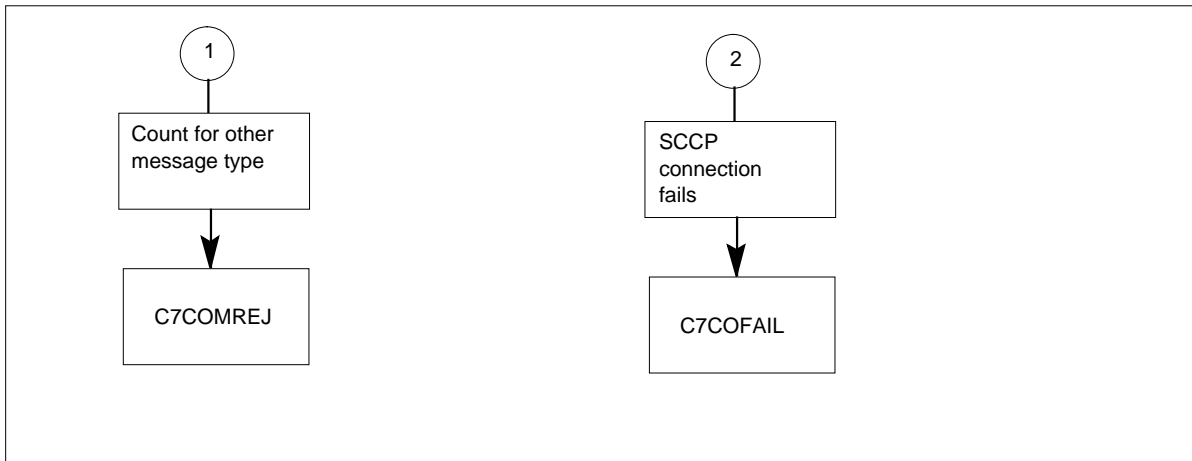 1
Count for other
message type
C7COMREJ
2
SCCP
connection
fails
C7COFAIL